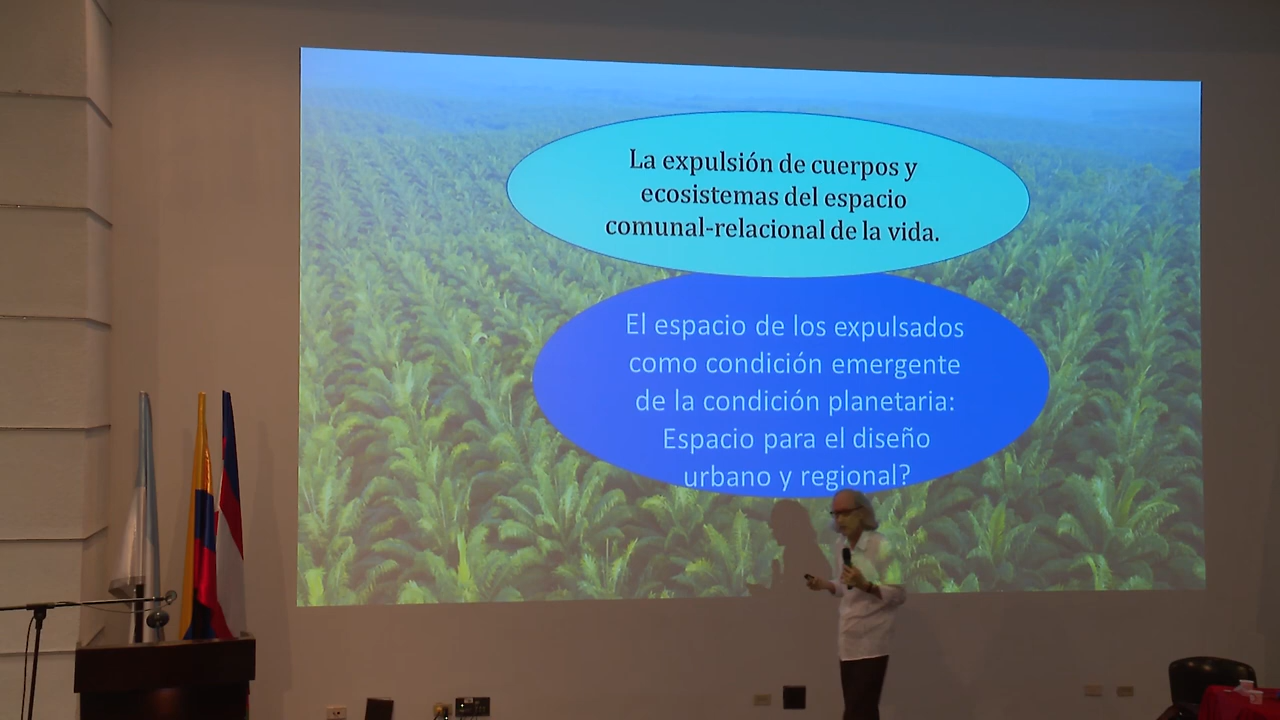 La expulsión de cuerpos y
ecosistemas del espacio
comunal-relacional de la vida.
El espacio de los expulsados
como condición emergente
de la condición planetaria:
Espacio para el diseño
urbano y regional?